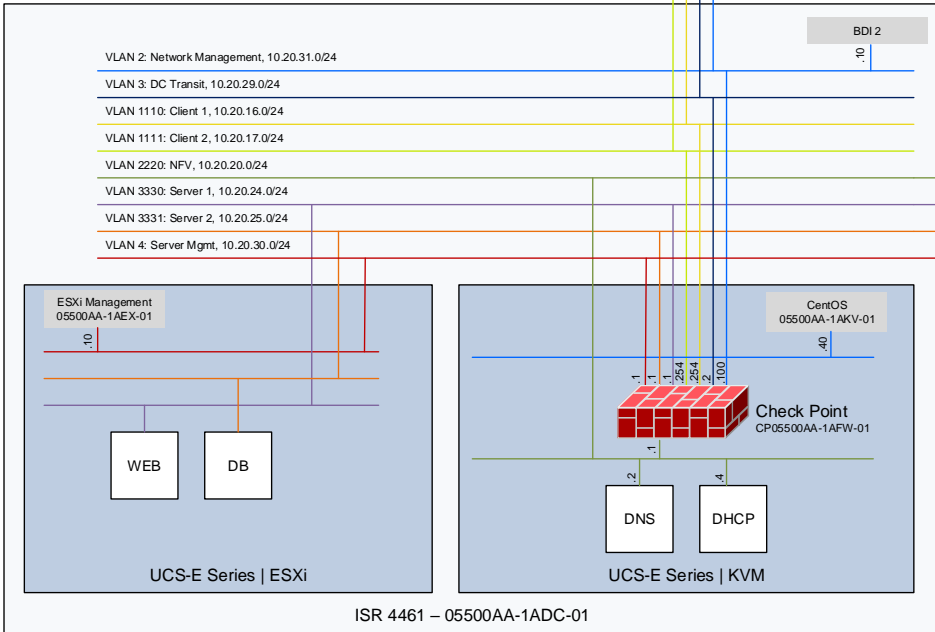 BDI 2
.10
VLAN 2: Network Management, 10.20.31.0/24
VLAN 3: DC Transit, 10.20.29.0/24
VLAN 1110: Client 1, 10.20.16.0/24
VLAN 1111: Client 2, 10.20.17.0/24
VLAN 2220: NFV, 10.20.20.0/24
VLAN 3330: Server 1, 10.20.24.0/24
VLAN 3331: Server 2, 10.20.25.0/24
VLAN 4: Server Mgmt, 10.20.30.0/24
ESXi Management
05500AA-1AEX-01
.10
WEB
DB
UCS-E Series | ESXi
CentOS
05500AA-1AKV-01
.40
.1
.1
.1
.254
.254
.2
.100
Check Point
CP05500AA-1AFW-01
.1
.2
.4
DNS
DHCP
UCS-E Series | KVM
ISR 4461 – 05500AA-1ADC-01